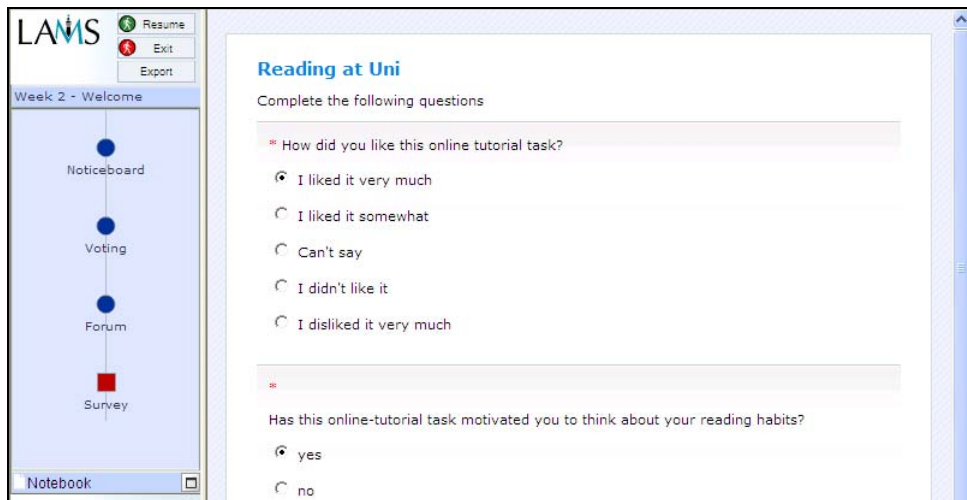 LAMS
Resume
Exit
Export
Week 2 - Welcome
Noticeboard
Voting
Forum
Survey
Notebook
Reading at Uni
Complete the following questions
* How did you like this online tutorial task?
I liked it very much
I liked it somewhat
Can't say
I didn't like it
I disliked it very much
*
Has this online-tutorial task motivated you to think about your reading habits?
yes
no